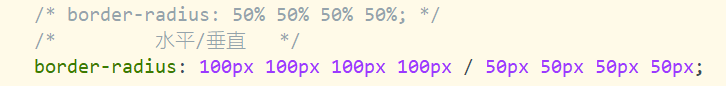 /* border-radius: 50% 50% 50% 50%; */
/* 水平/垂直 */
border-radius: 100px 100px 100px 100px / 50px 50px 50px 50px;